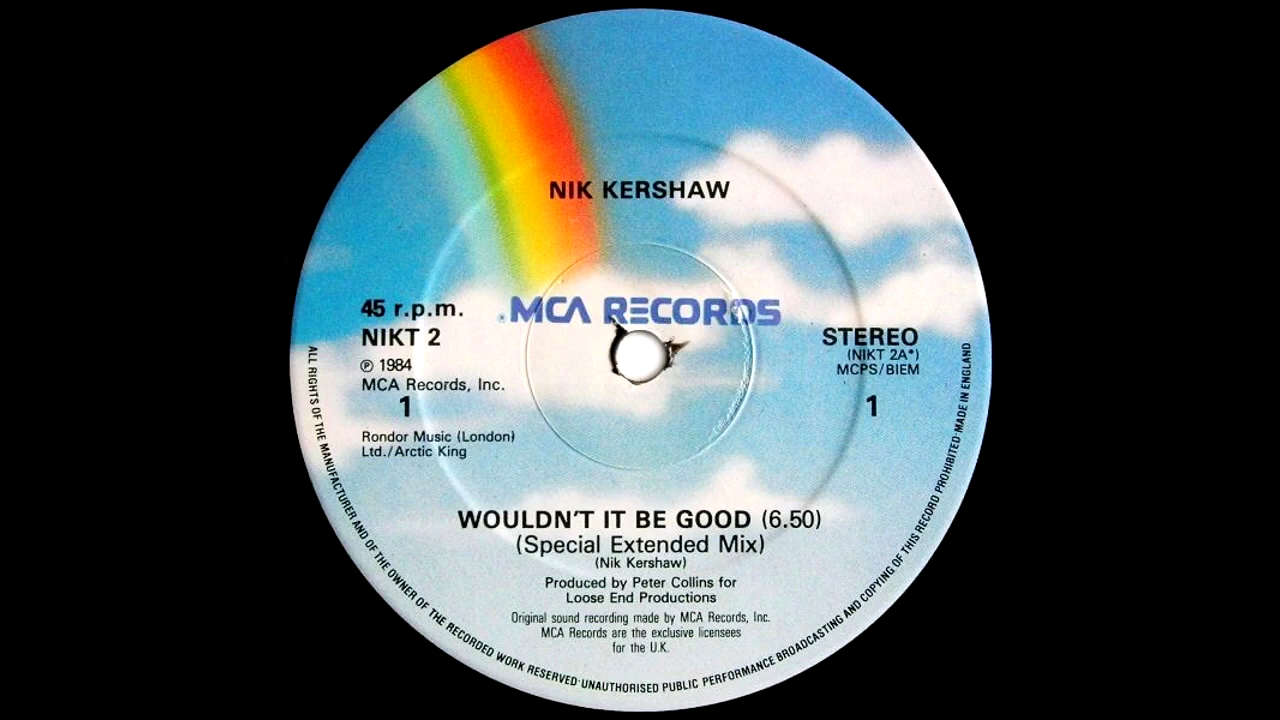 NIK KERSHAW
MCA RECORDS
45 r.p.m.
NIKT 2
℗ 1984
MCA Records, Inc.
1
Rondor Music (London)
Ltd./Arctic King
STEREO
(NIKT 2A*)
MCPS/BIEM
1
WOULDN'T IT BE GOOD (6.50)
(Special Extended Mix)
(Nik Kershaw)
Produced by Peter Collins for
Loose End Productions
Original sound recording made by MCA Records, Inc.
MCA Records are the exclusive licensees
for the U.K.
ALL RIGHTS OF THE MANUFACTURER AND OF THE OWNER OF THE RECORDED WORK RESERVED·UNAUTHORISED PUBLIC PERFORMANCE BROADCASTING AND COPYING OF THIS RECORD PROHIBITED·MADE IN ENGLAND